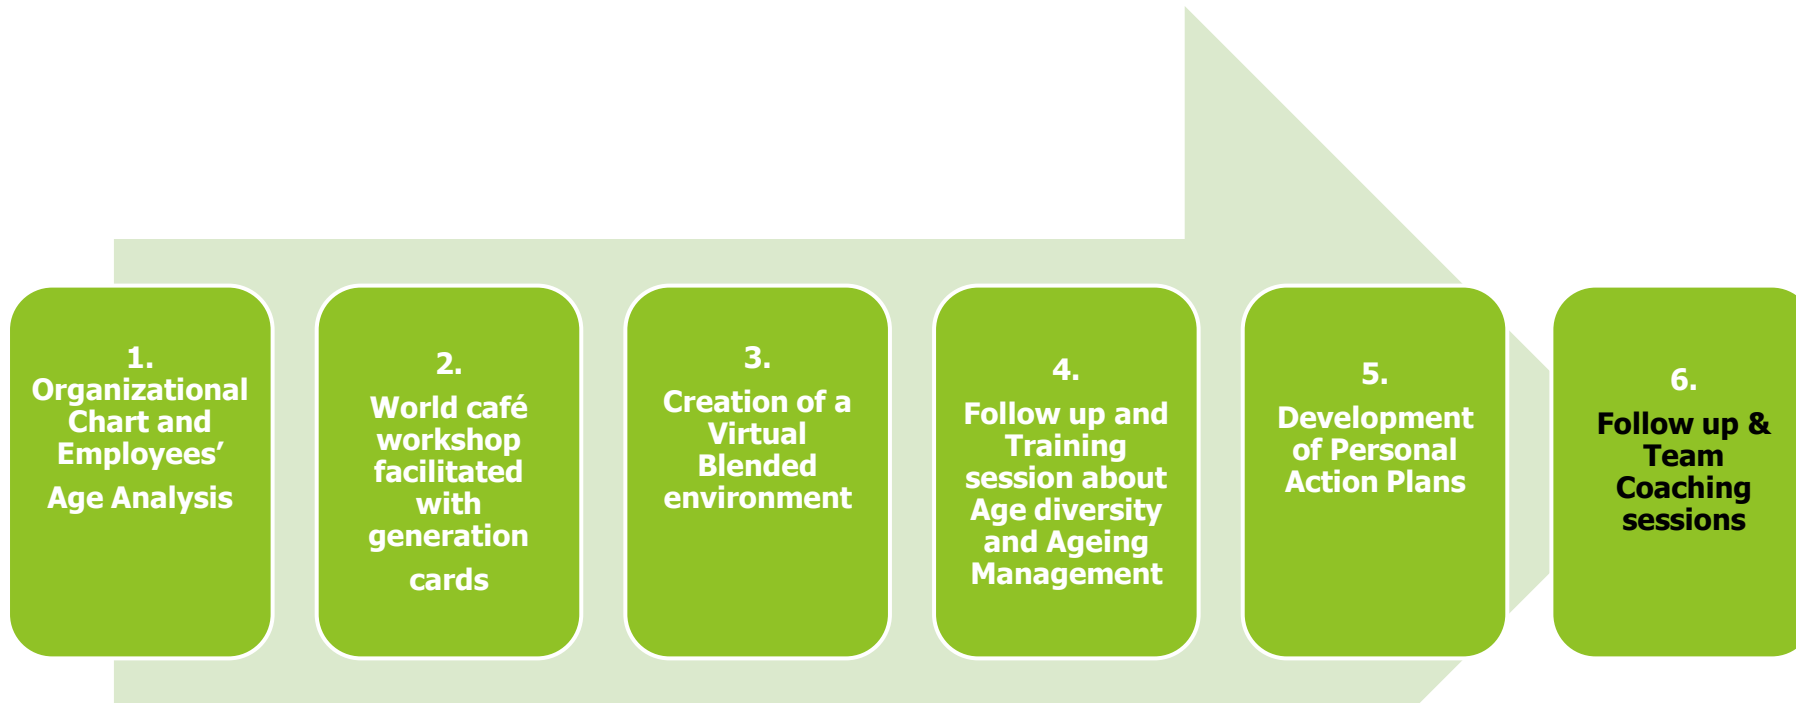 1.
Organizational
Chart and
Employees’
Age Analysis
2.
World café
workshop
facilitated
with
generation
cards
3.
Creation of a
Virtual
Blended
environment
4.
Follow up and
Training
session about
Age diversity
and Ageing
Management
5.
Development
of Personal
Action Plans
6.
Follow up &
Team
Coaching
sessions